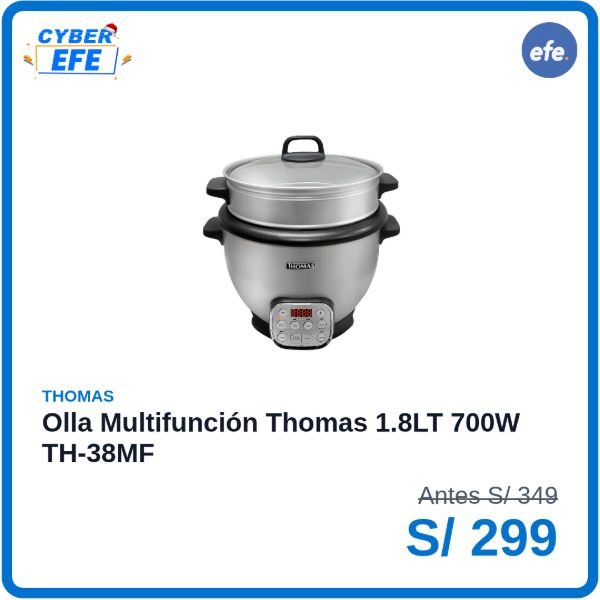 CYBER
EFE
efe.
THOMAS
THOMAS
Olla Multifunción Thomas 1.8LT 700W
TH-38MF
Antes S/ 349
S/ 299